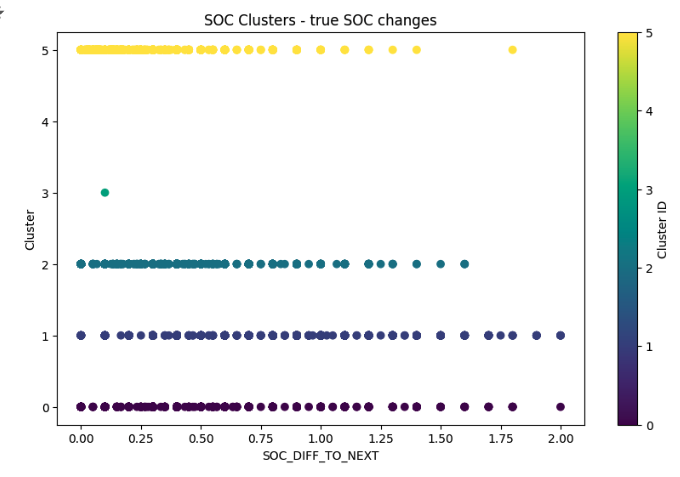 SOC Clusters - true SOC changes
5
4
3
2
1
0
Cluster
0.00 0.25 0.50 0.75 1.00 1.25 1.50 1.75 2.00
SOC_DIFF_TO_NEXT
5
4
3
2
1
0
Cluster ID